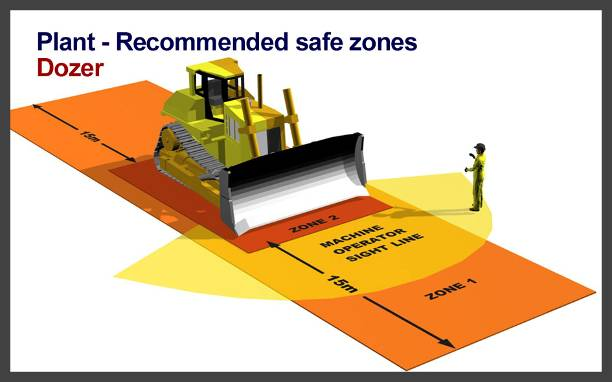 Plant - Recommended safe zones
Dozer
15m
ZONE 2
MACHINE
OPERATOR
SIGHT LINE
15m
ZONE 1